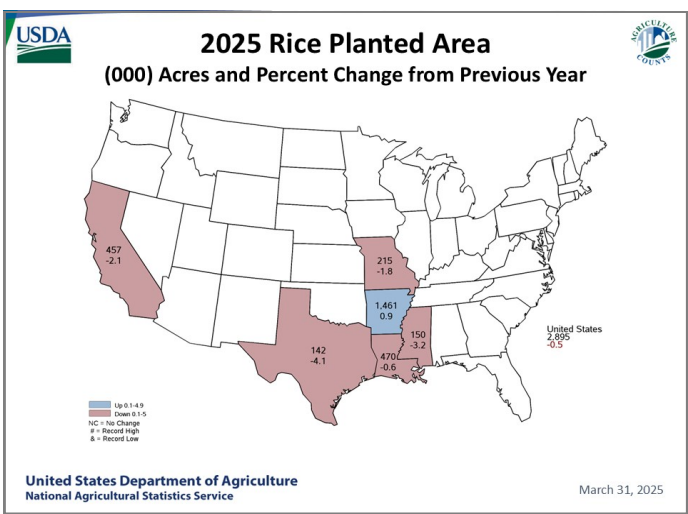 USDA
2025 Rice Planted Area
(000) Acres and Percent Change from Previous Year
AGRICULTURE
COUNTS
457
-2.1
215
-1.8
1,461
0.9
150
-3.2
142
-4.1
470
-0.6
United States
2,895
-0.5
Up 0.1-4.9
Down 0.1-5
NC = No Change
# = Record High
& = Record Low
United States Department of Agriculture
National Agricultural Statistics Service
March 31, 2025